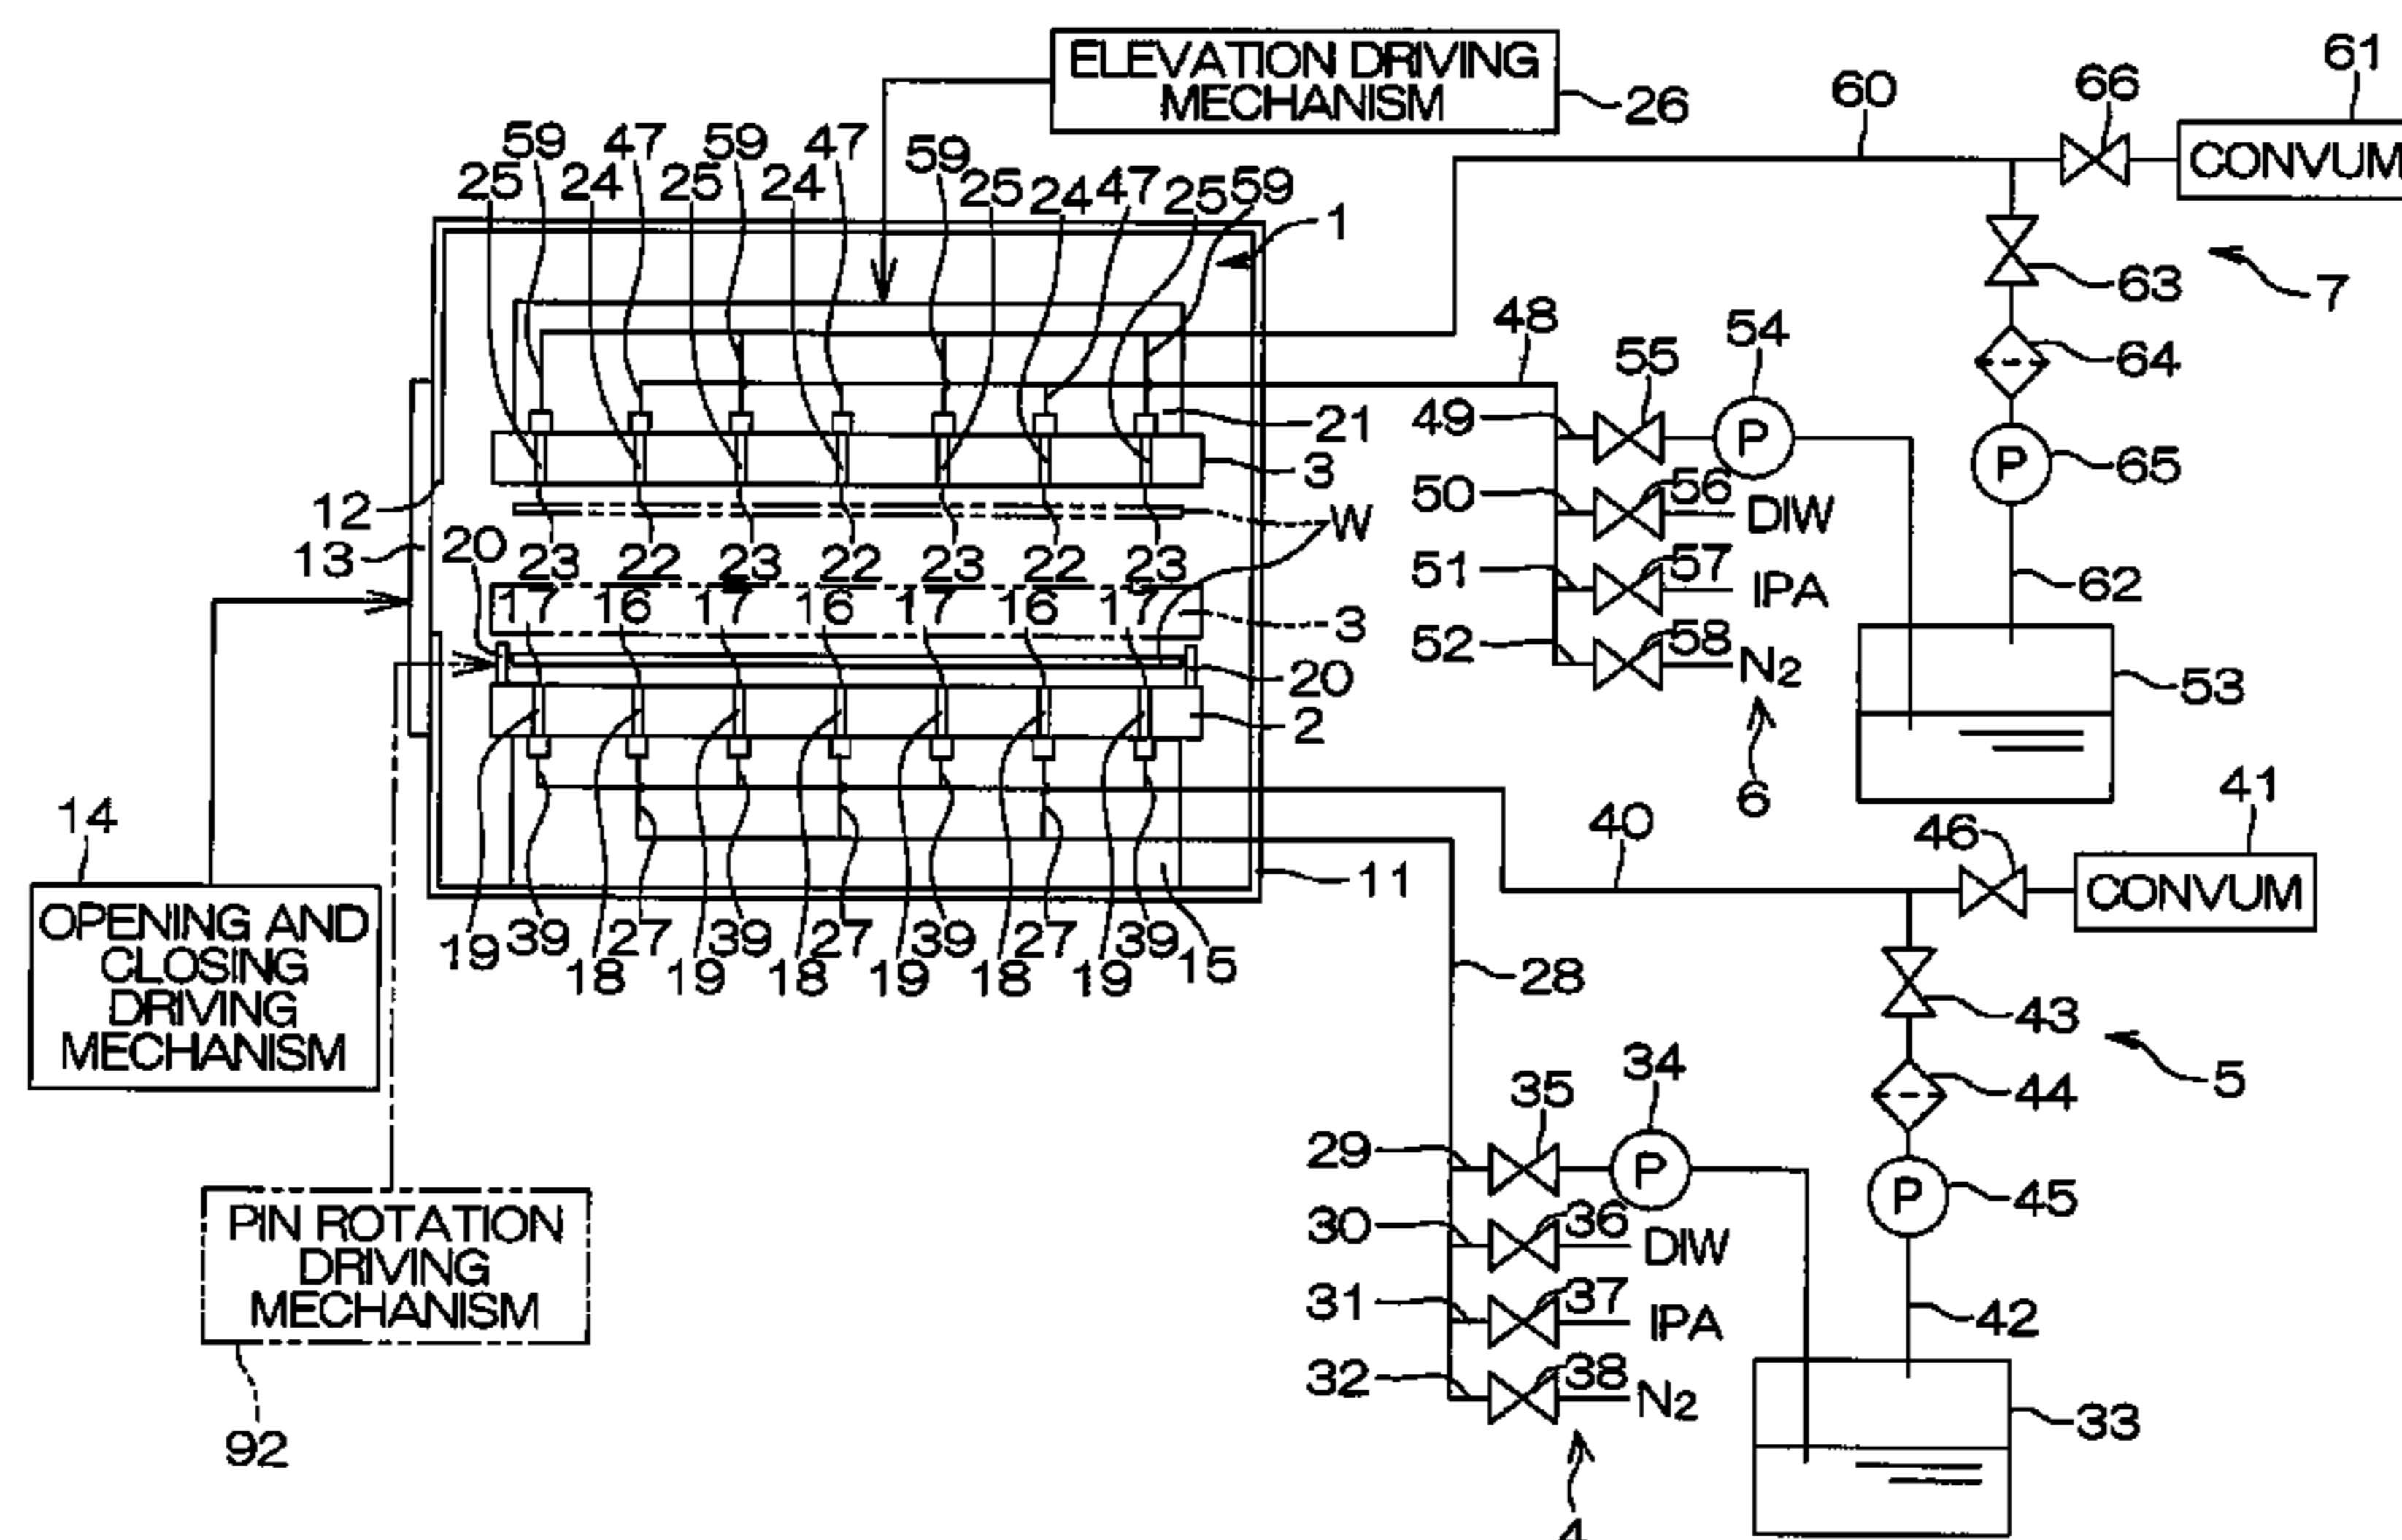 ELEVATION DRIVING
MECHANISM
26
60
66
61
CONVUM
59 47 59 47 59 47 59
25 24 25 24 25 24 25
1
63
7
48
54
55
64
49
21
3
P
P
65
12
50
56
DIW
W
13
20
23 22 23 22 23 22 23
51
57
IPA
62
17 16 17 16 17 16 17
3
52
58
N2
20
53
2
6
14
40
46
41
CONVUM
OPENING AND
CLOSING
DRIVING
MECHANISM
11
19 39 18 27 19 39 18 27 19 39 18 27 19 39 15
28
43
5
34
35
44
29
P
P
45
30
36
DIW
PIN ROTATION
DRIVING
MECHANISM
31
37
IPA
42
32
38
N2
33
92
4